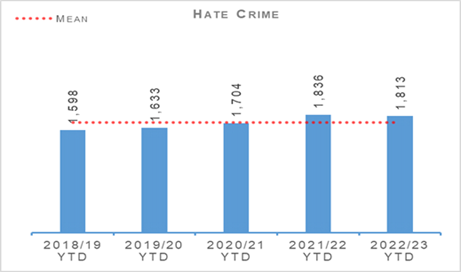 HATE CRIME
MEAN
1,598
1,633
1,704
1,836
1,813
2018/19 YTD
2019/20 YTD
2020/21 YTD
2021/22 YTD
2022/23 YTD